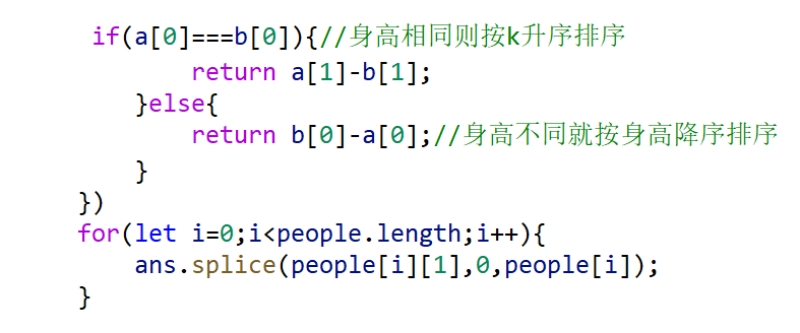 if(a[0]===b[0]){//身高相同则按k升序排序
return a[1]-b[1];
}else{
return b[0]-a[0];//身高不同就按身高降序排序
}
})
for(let i=0;i<people.length;i++){
ans.splice(people[i][1],0,people[i]);
}